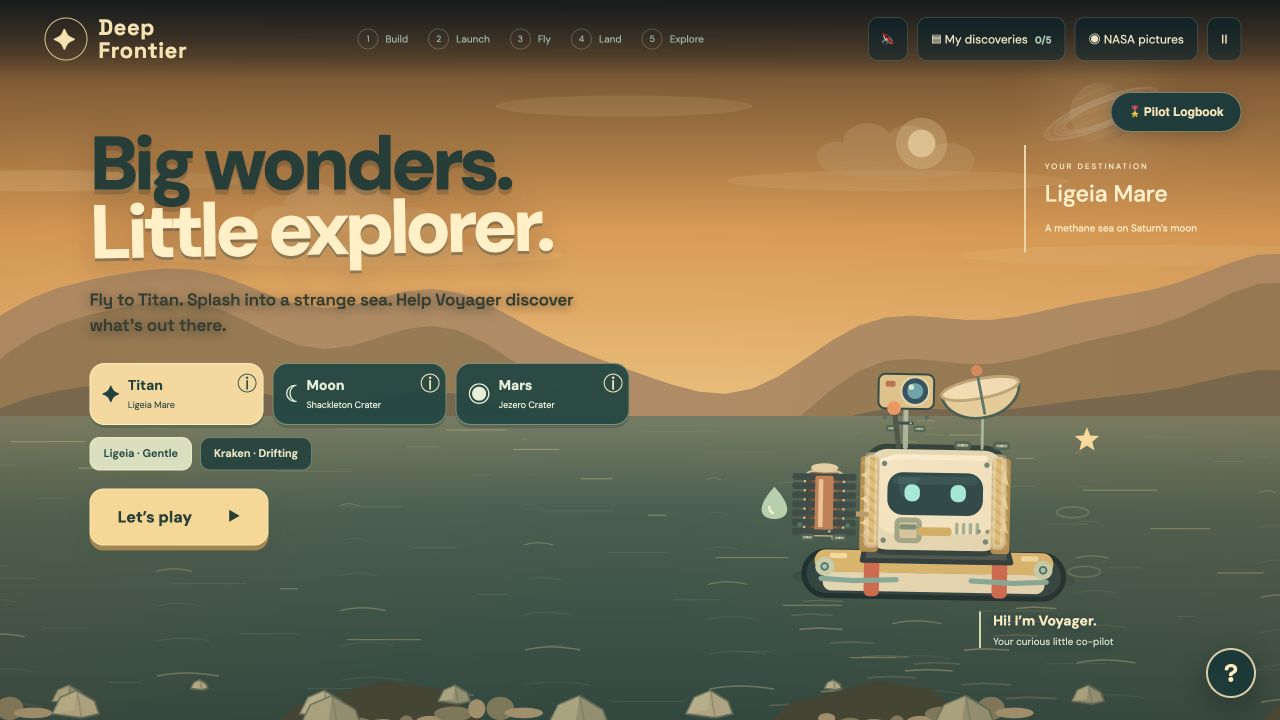 Deep
Frontier
1 Build
2 Launch
3 Fly
4 Land
5 Explore
My discoveries 0/5
NASA pictures
Pilot Logbook
Big wonders.
Little explorer.
YOUR DESTINATION
Ligeia Mare
A methane sea on Saturn's moon
Fly to Titan. Splash into a strange sea. Help Voyager discover
what's out there.
Titan
Ligeia Mare
Moon
Shackleton Crater
Mars
Jezero Crater
Ligeia · Gentle
Kraken · Drifting
Let's play
Hi! I'm Voyager.
Your curious little co-pilot
?